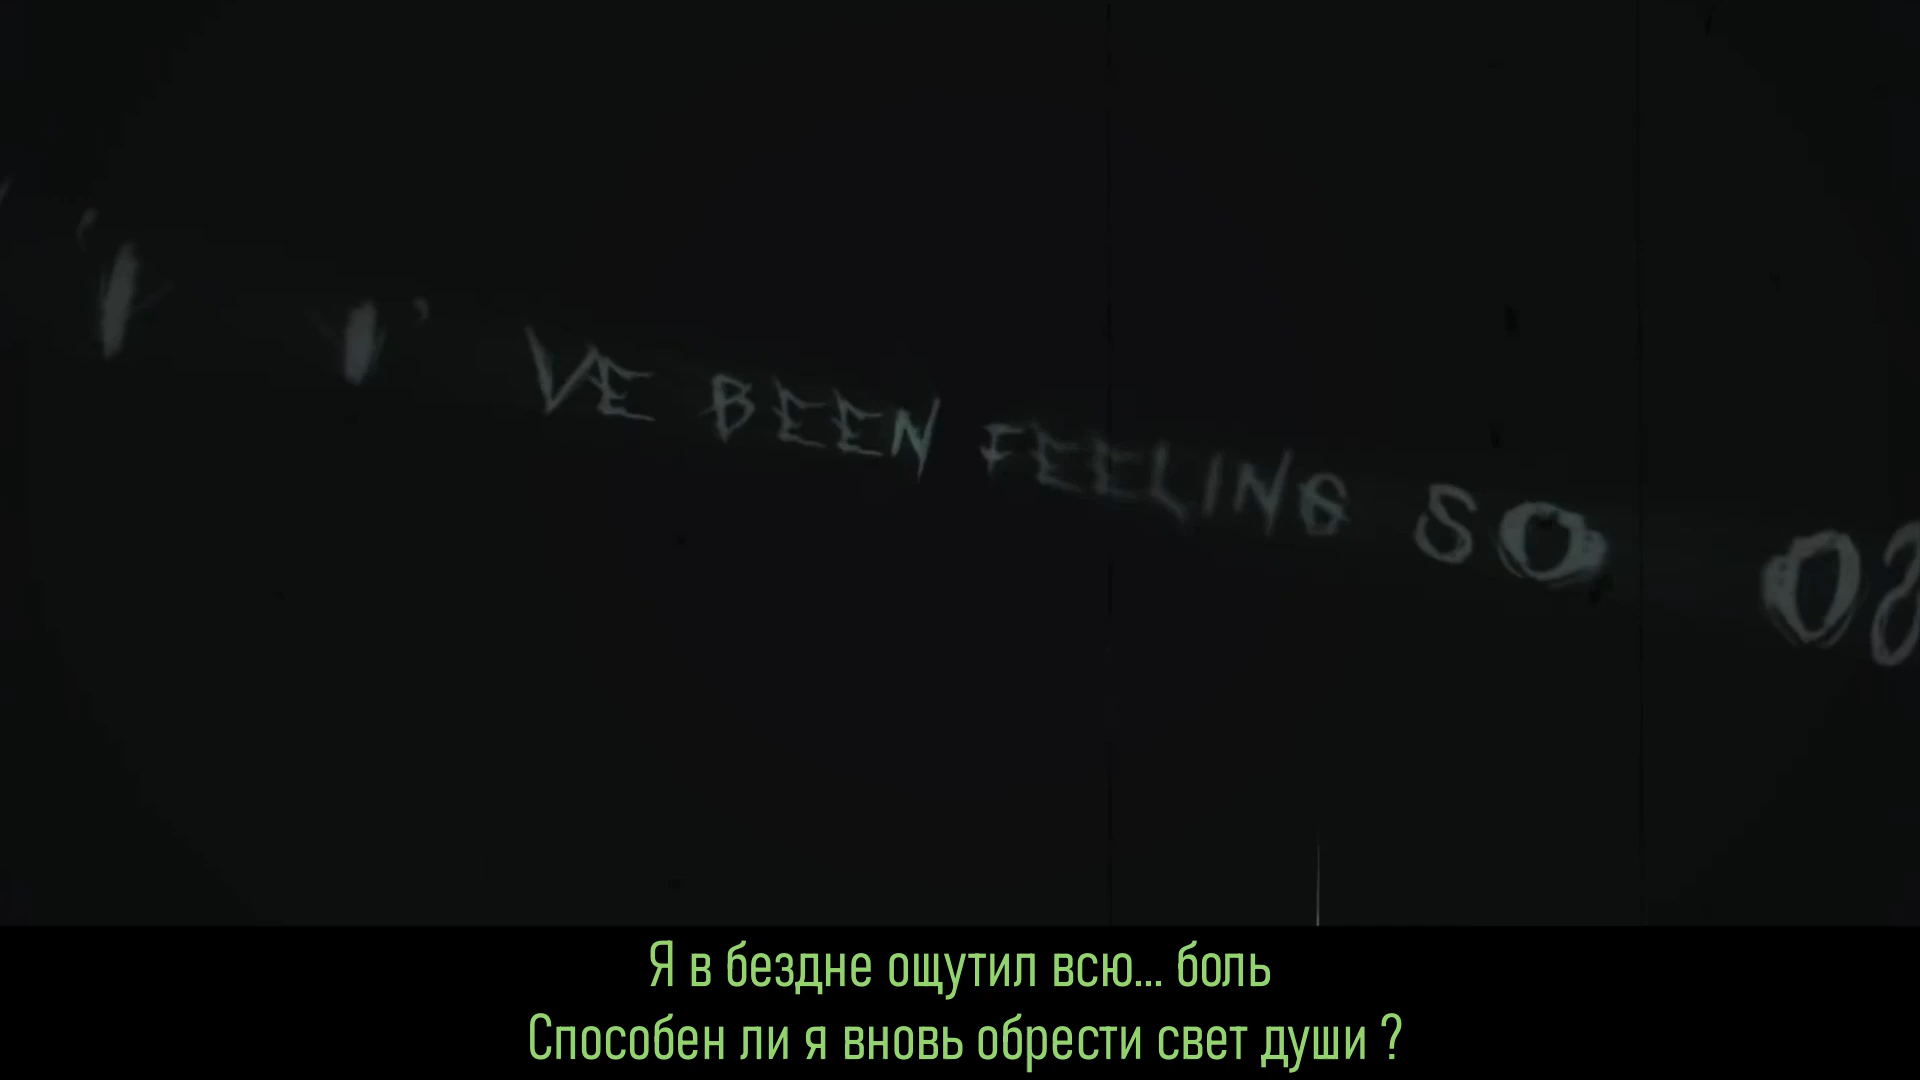 I'VE BEEN FEELING SO
Я в бездне ощутил всю... боль
Способен ли я вновь обрести свет души ?